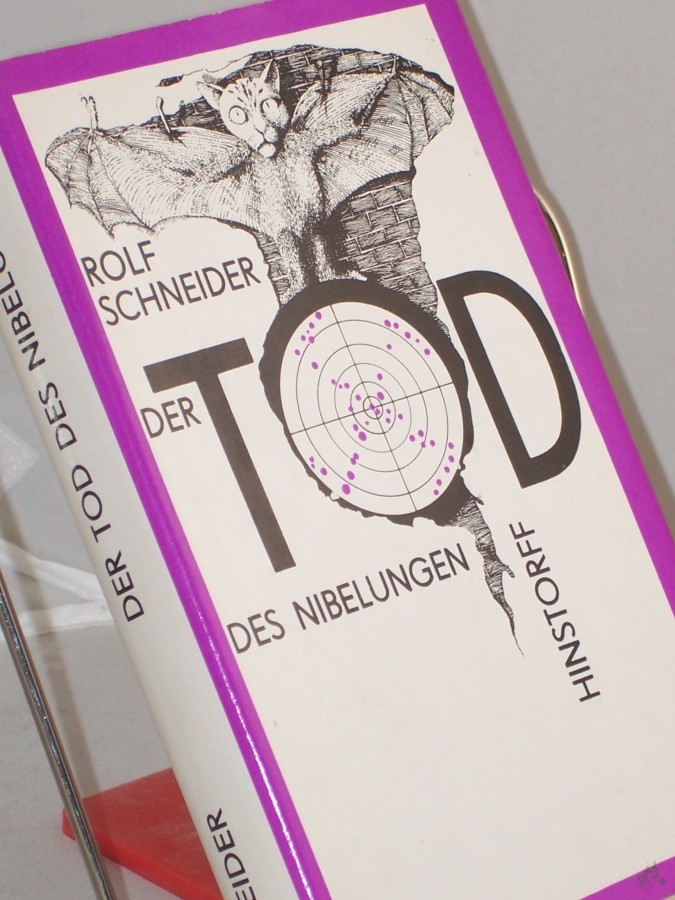 ROLF
SCHNEIDER
DER
TOD
DES NIBELUNGEN
HINSTORFF
DER TOD DES NIBELU
EIDER